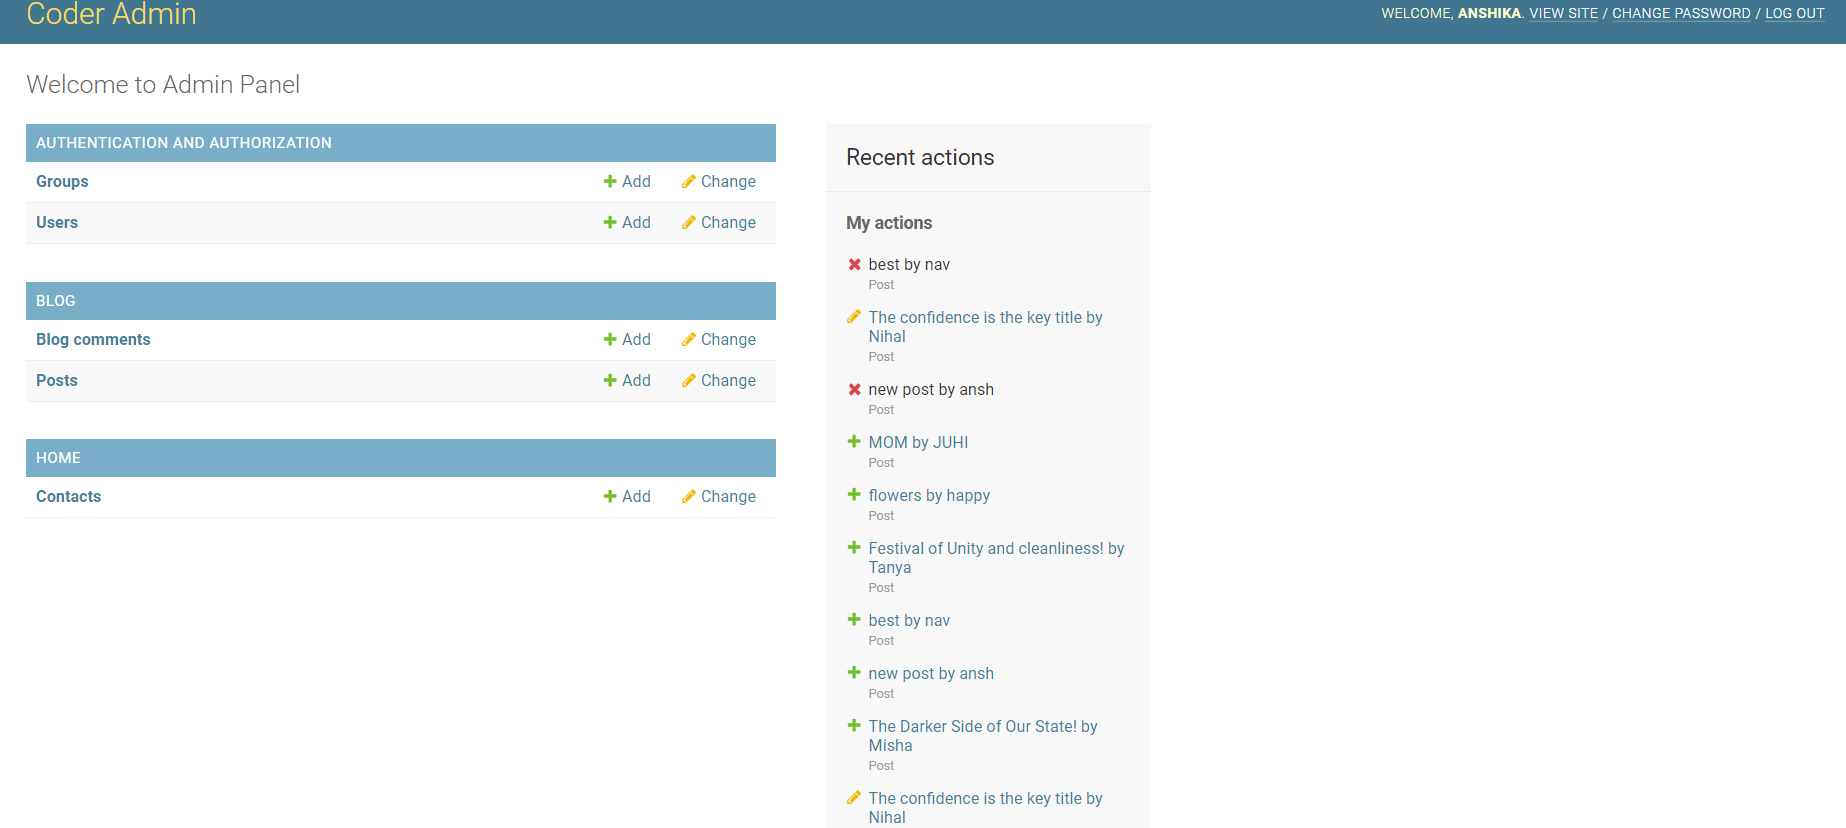 Coder Admin
WELCOME, ANSHIKA. VIEW SITE / CHANGE PASSWORD / LOG OUT
Welcome to Admin Panel
AUTHENTICATION AND AUTHORIZATION
Groups Add Change
Users Add Change
BLOG
Blog comments Add Change
Posts Add Change
HOME
Contacts Add Change
Recent actions
My actions
best by nav
Post
The confidence is the key title by
Nihal
Post
new post by ansh
Post
MOM by JUHI
Post
flowers by happy
Post
Festival of Unity and cleanliness! by
Tanya
Post
best by nav
Post
new post by ansh
Post
The Darker Side of Our State! by
Misha
Post
The confidence is the key title by
Nihal